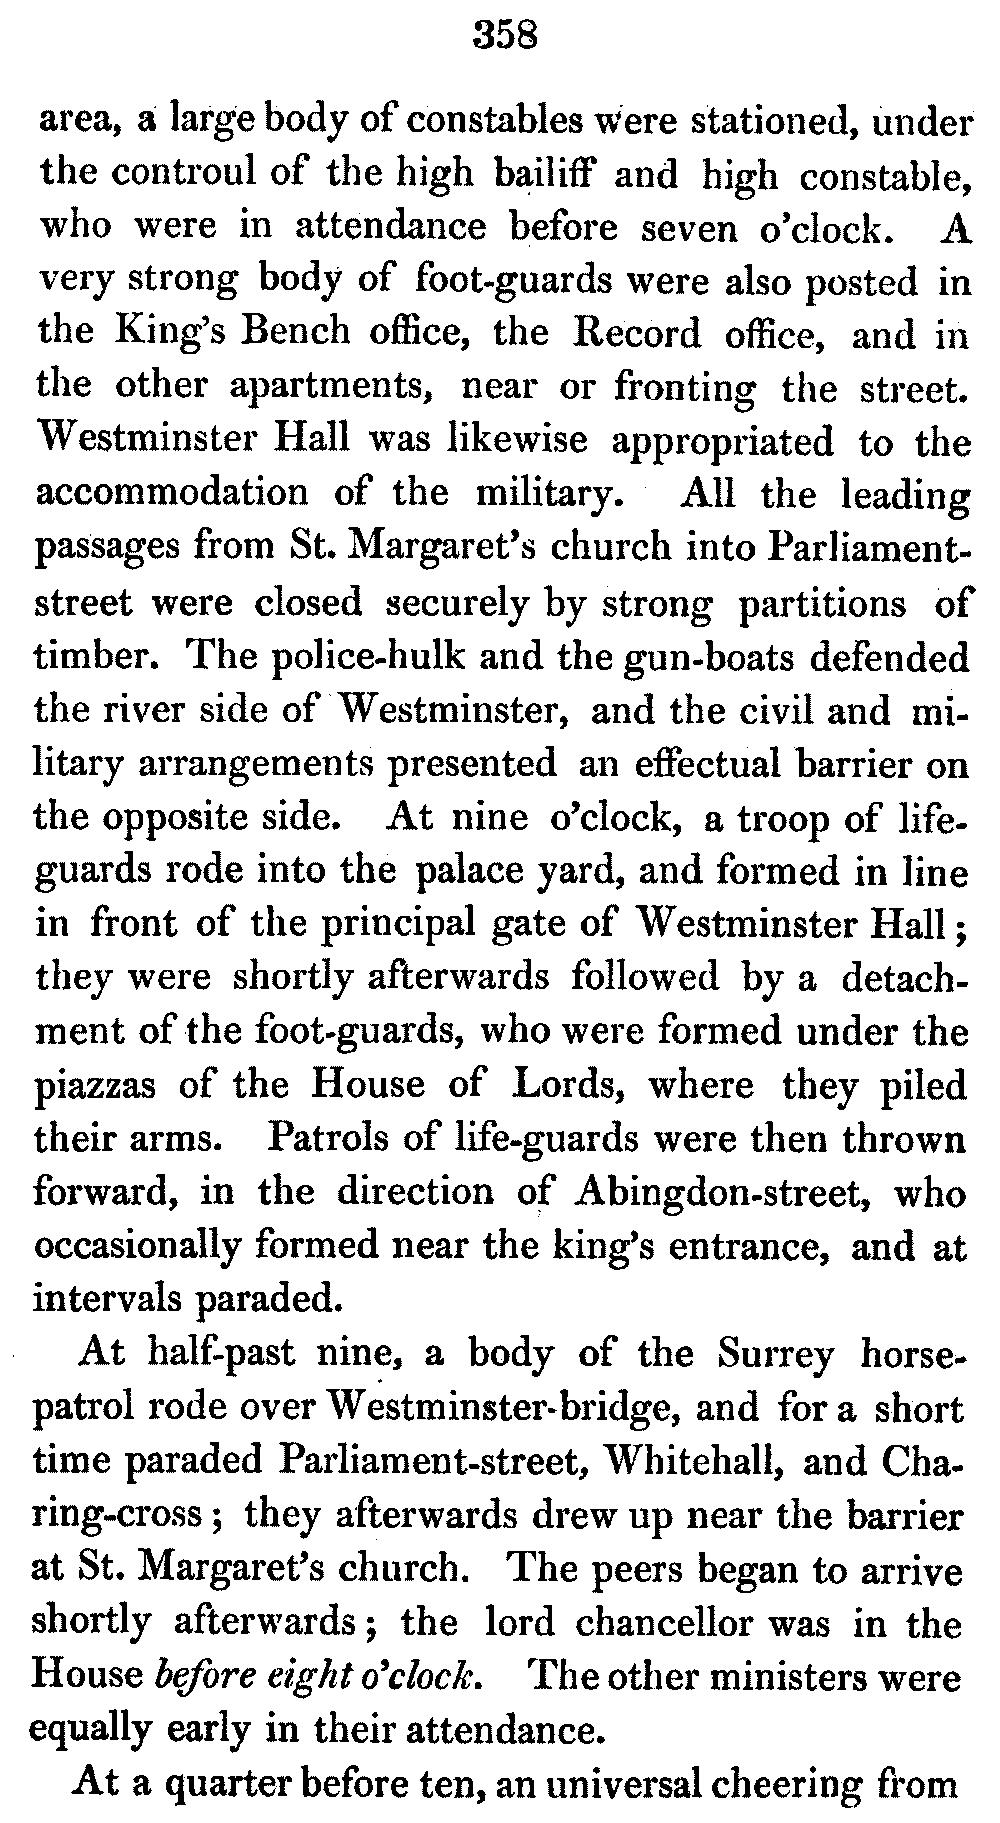 358
area, a large body of constables were stationed, under
the controul of the high bailiff and high constable,
who were in attendance before seven o'clock. A
very strong body of foot-guards were also posted in
the King's Bench office, the Record office, and in
the other apartments, near or fronting the street.
Westminster Hall was likewise appropriated to the
accommodation of the military. All the leading
passages from St. Margaret's church into Parliament-
street were closed securely by strong partitions of
timber. The police-hulk and the gun-boats defended
the river side of Westminster, and the civil and mi-
litary arrangements presented an effectual barrier on
the opposite side. At nine o'clock, a troop of life-
guards rode into the palace yard, and formed in line
in front of the principal gate of Westminster Hall;
they were shortly afterwards followed by a detach-
ment of the foot-guards, who were formed under the
piazzas of the House of Lords, where they piled
their arms. Patrols of life-guards were then thrown
forward, in the direction of Abingdon-street, who
occasionally formed near the king's entrance, and at
intervals paraded.
At half-past nine, a body of the Surrey horse-
patrol rode over Westminster-bridge, and for a short
time paraded Parliament-street, Whitehall, and Cha-
ring-cross; they afterwards drew up near the barrier
at St. Margaret's church. The peers began to arrive
shortly afterwards; the lord chancellor was in the
House before eight o'clock. The other ministers were
equally early in their attendance.
At a quarter before ten, an universal cheering from